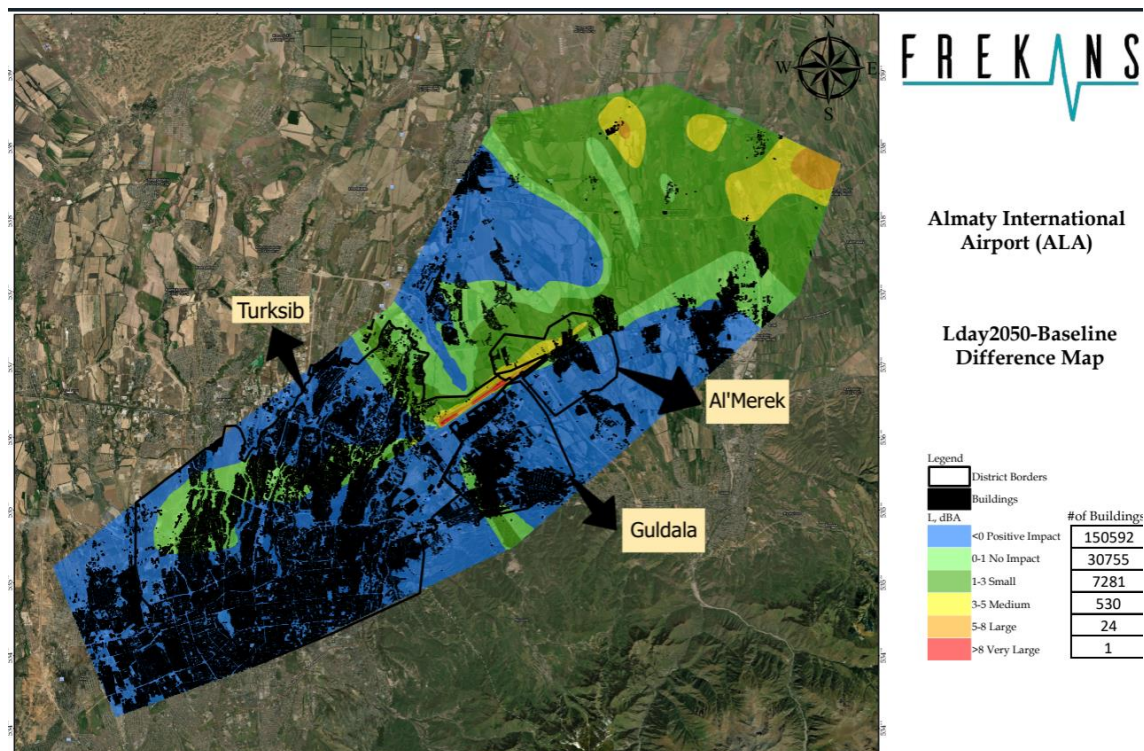 N
W E
S
Turksib
Al'Merek
Guldala
FREKANS
Almaty International
Airport (ALA)
Lday2050-Baseline
Difference Map
Legend
District Borders
Buildings
L, dBA #of Buildings
<0 Positive Impact 150592
0-1 No Impact 30755
1-3 Small 7281
3-5 Medium 530
5-8 Large 24
>8 Very Large 1